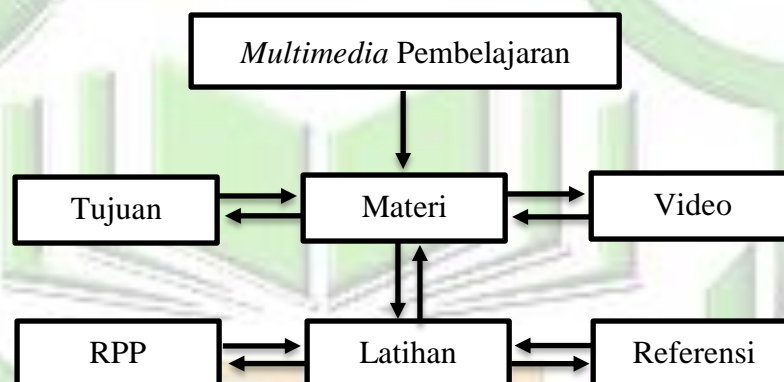 Multimedia Pembelajaran
Tujuan
Materi
Video
RPP
Latihan
Referensi